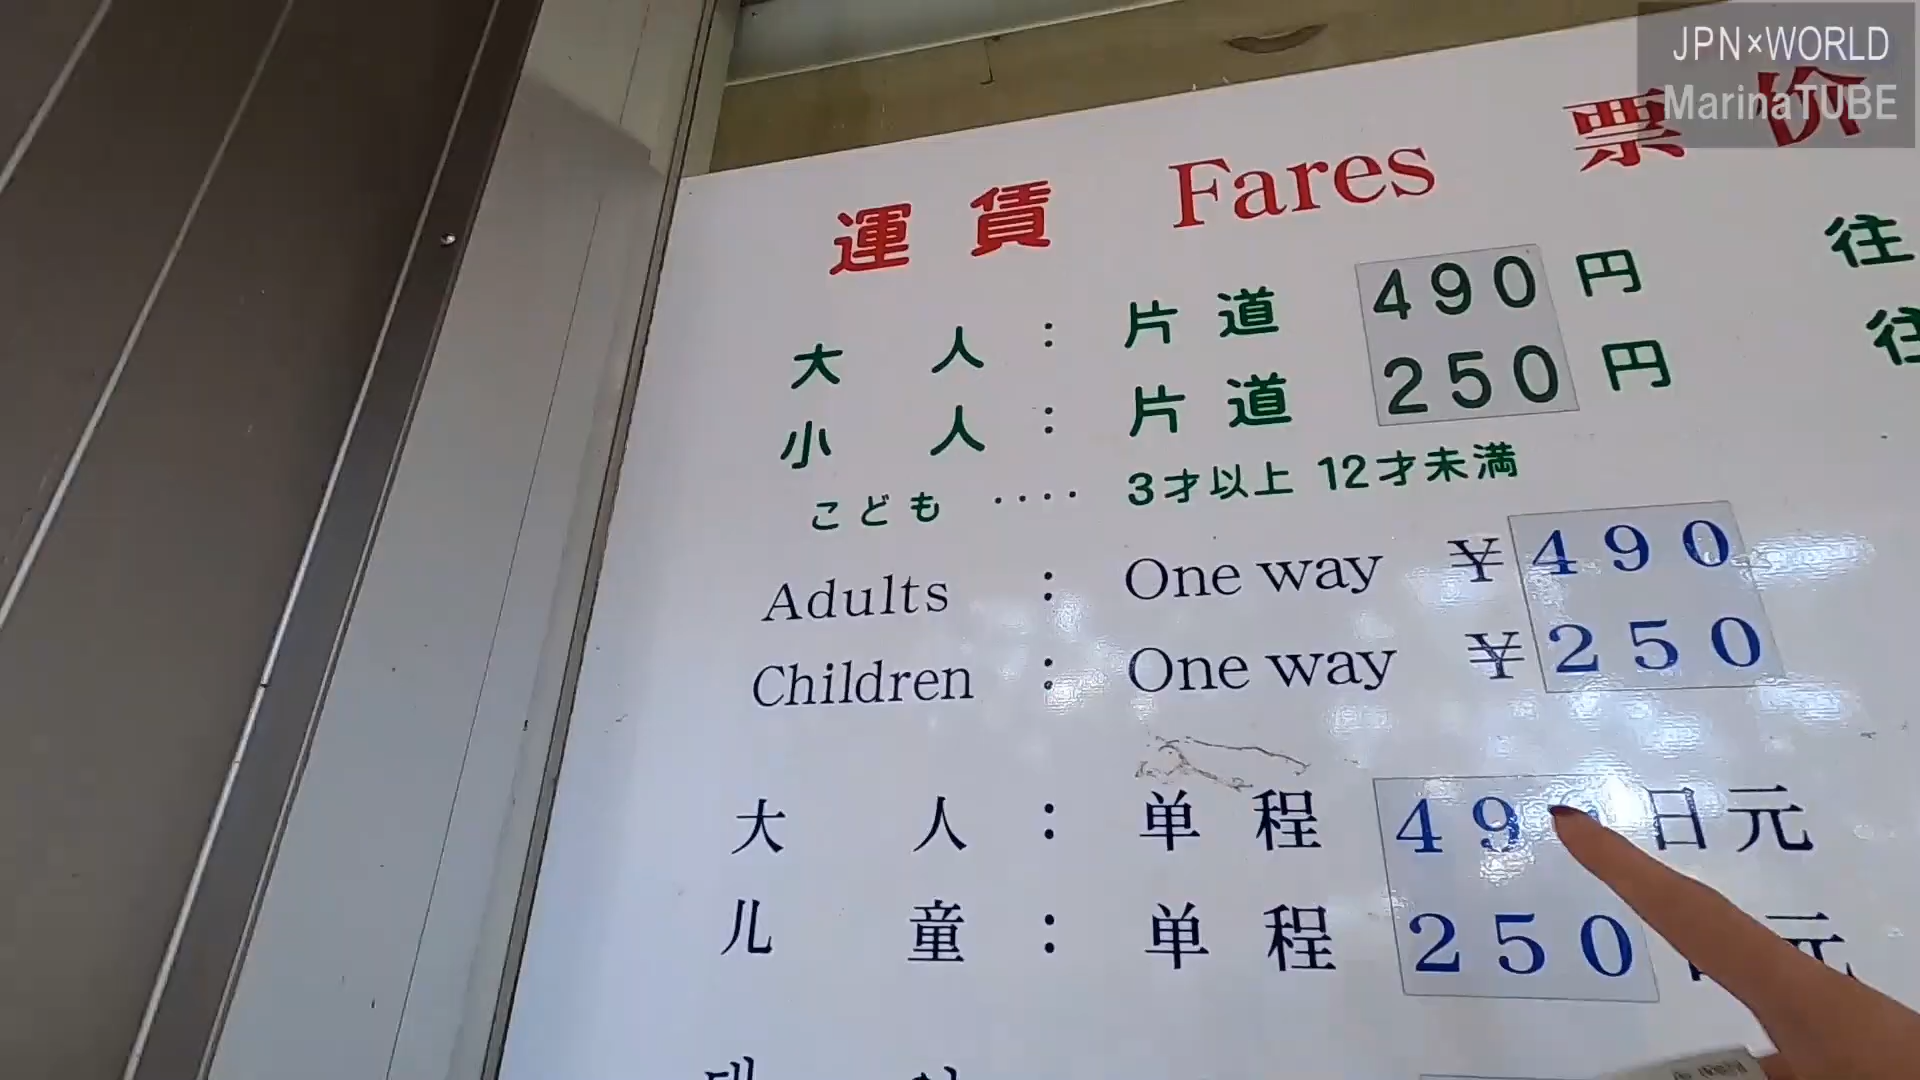 JPN×WORLD
MarinaTUBE
運賃 Fares 票价
大人：片道 490円 往
小人：片道 250円 往
こども ‥‥ 3才以上 12才未満
Adults : One way ¥490
Children : One way ¥250
大人：单程 490日元
儿童：单程 250 元